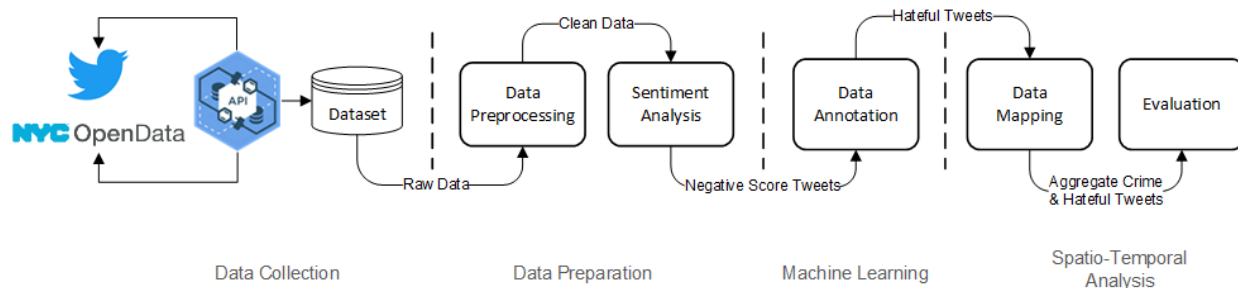 Clean Data
Hateful Tweets
API
NYC OpenData
Dataset
Data
Preprocessing
Sentiment
Analysis
Data
Annotation
Data
Mapping
Evaluation
Raw Data
Negative Score Tweets
Aggregate Crime
& Hateful Tweets
Data Collection
Data Preparation
Machine Learning
Spatio-Temporal
Analysis